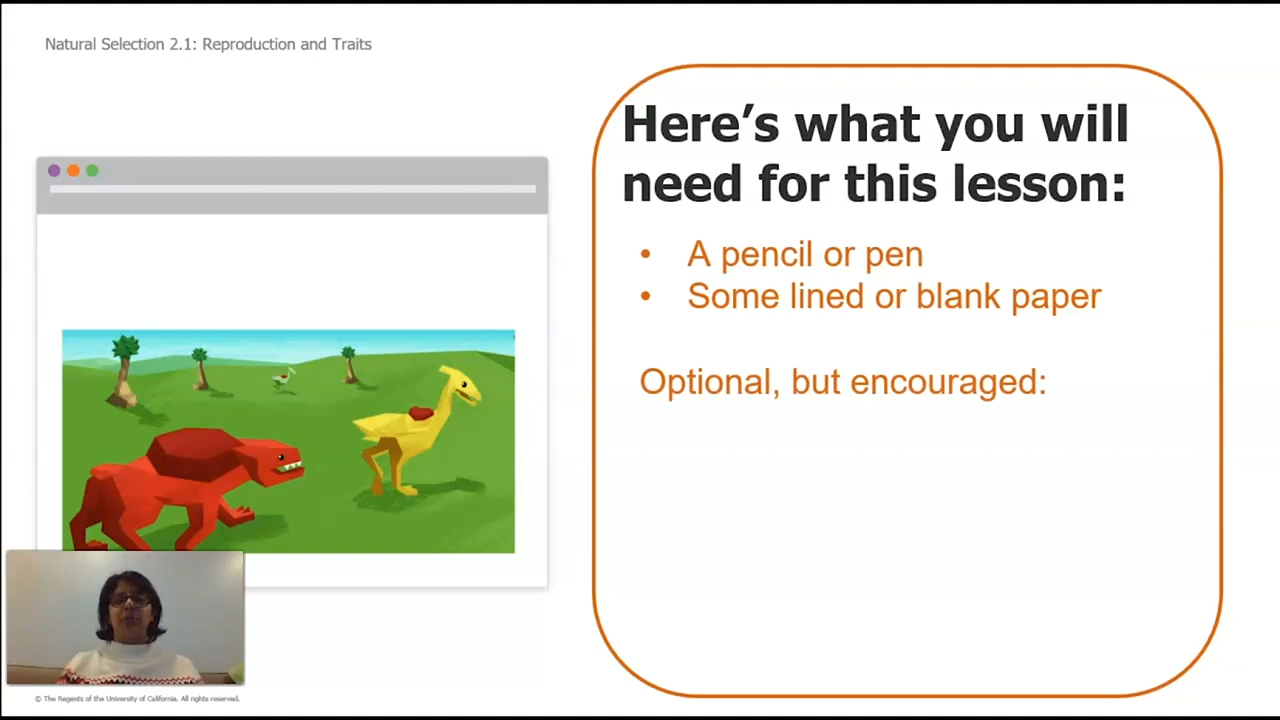 Natural Selection 2.1: Reproduction and Traits
Here’s what you will
need for this lesson:
• A pencil or pen
• Some lined or blank paper
Optional, but encouraged:
© The Regents of the University of California. All rights reserved.